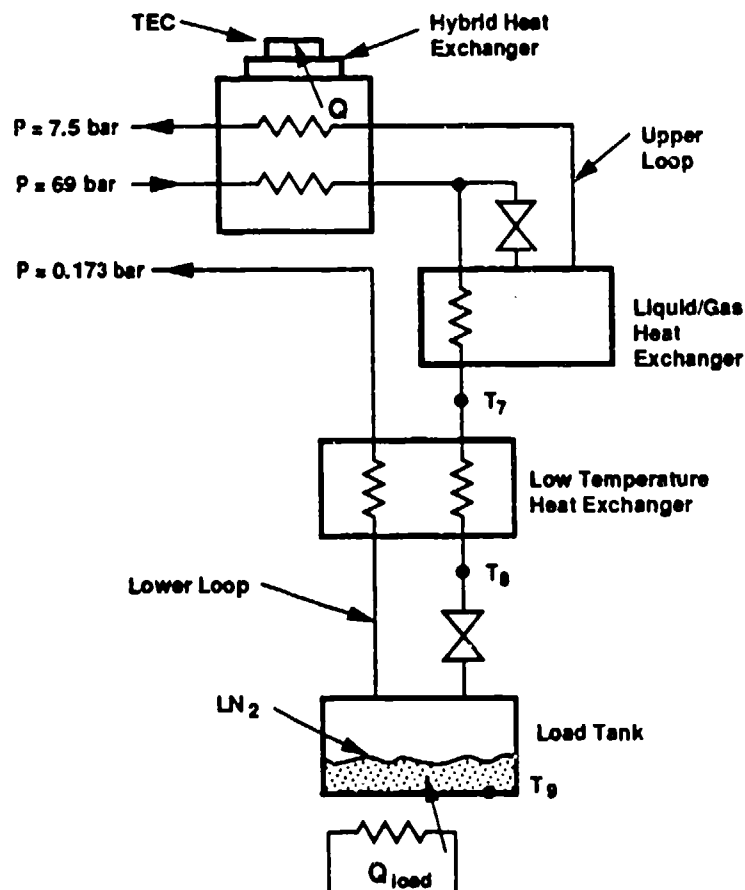 TEC
Hybrid Heat
Exchanger
Q
P = 7.5 bar
Upper
Loop
P = 69 bar
P = 0.173 bar
Liquid/Gas
Heat
Exchanger
T7
Low Temperature
Heat Exchanger
T8
Lower Loop
LN2
Load Tank
T9
Qload